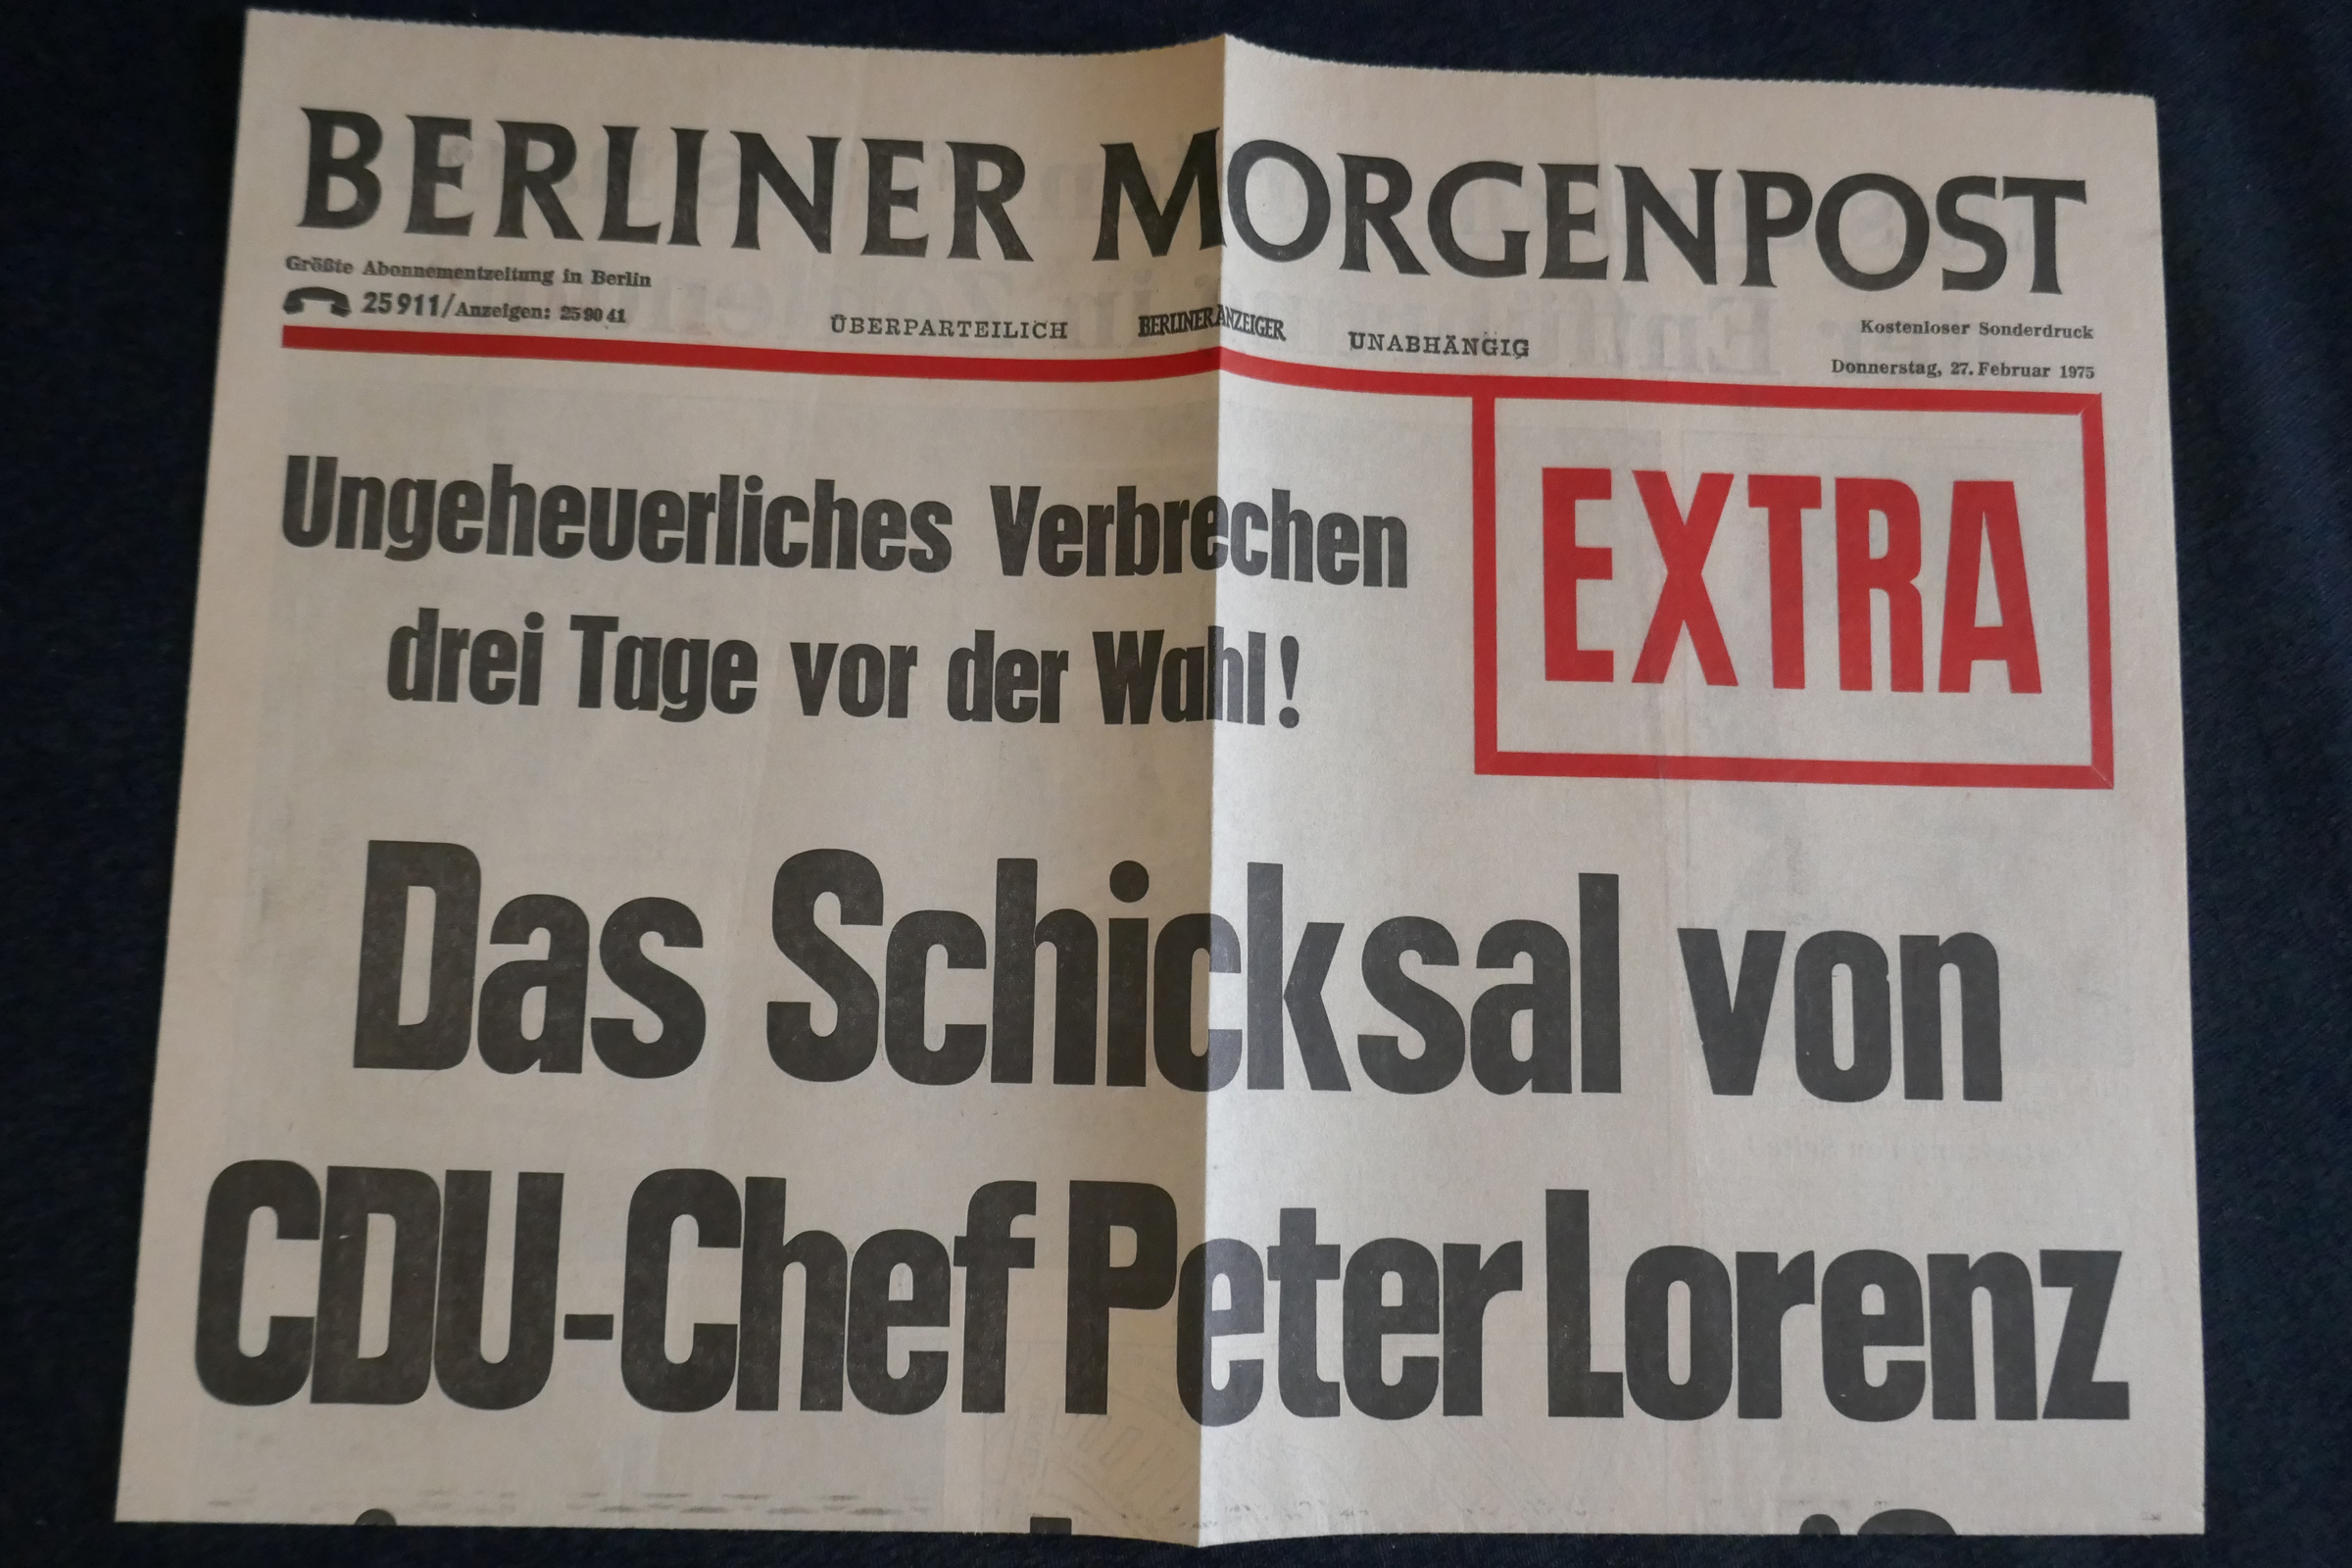 BERLINER MORGENPOST
Größte Abonnementzeitung in Berlin
25 911/Anzeigen: 25 90 41
ÜBERPARTEILICH BERLINER ANZEIGER UNABHÄNGIG
Kostenloser Sonderdruck
Donnerstag, 27. Februar 1975
EXTRA
Ungeheuerliches Verbrechen
drei Tage vor der Wahl!
Das Schicksal von
CDU-Chef Peter Lorenz